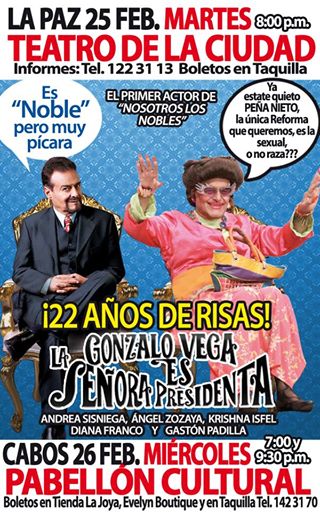 LA PAZ 25 FEB. MARTES 8:00 p.m.
TEATRO DE LA CIUDAD
Informes: Tel. 122 31 13 Boletos en Taquilla
Es
"Noble"
pero muy
pícara
EL PRIMER ACTOR DE
"NOSOTROS LOS
NOBLES"
Ya
estate quieto
PEÑA NIETO,
la única Reforma
que queremos, es la
sexual,
o no raza???
¡22 AÑOS DE RISAS!
GONZALO VEGA
ES
LA SEÑORA PRESIDENTA
ANDREA SISNIEGA, ÁNGEL ZOZAYA, KRISHNA ISFEL
DIANA FRANCO Y GASTÓN PADILLA
CABOS 26 FEB. MIÉRCOLES 7:00 y 9:30 p.m.
PABELLÓN CULTURAL
Boletos en Tienda La Joya, Evelyn Boutique y en Taquilla Tel. 142 31 70